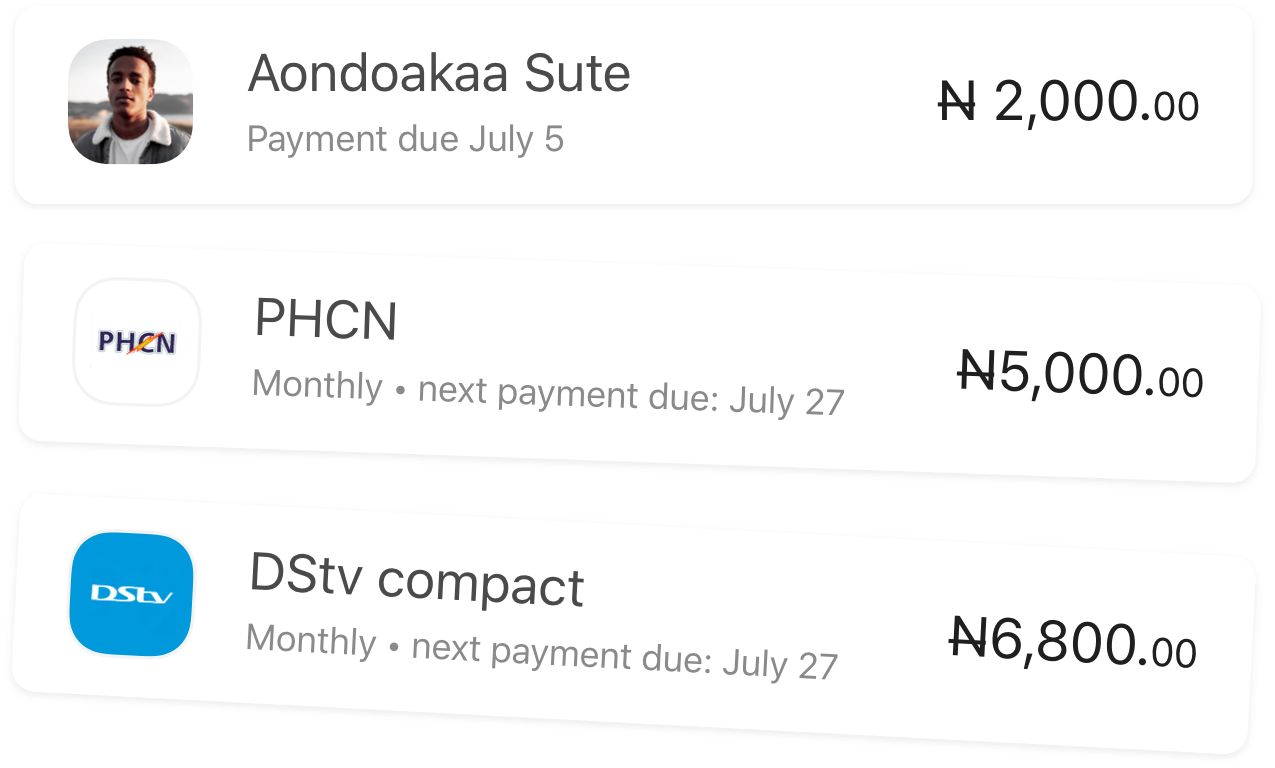 Aondoakaa Sute
Payment due July 5
₦ 2,000.00
PHCN
PHCN
Monthly • next payment due: July 27
₦5,000.00
DStv
DStv compact
Monthly • next payment due: July 27
₦6,800.00